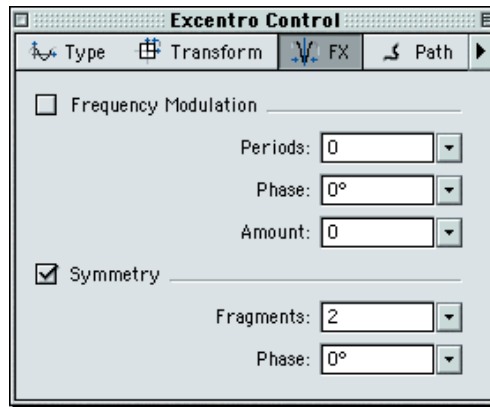 Excentro Control
Type Transform FX Path
Frequency Modulation
Periods: 0
Phase: 0°
Amount: 0
Symmetry
Fragments: 2
Phase: 0°